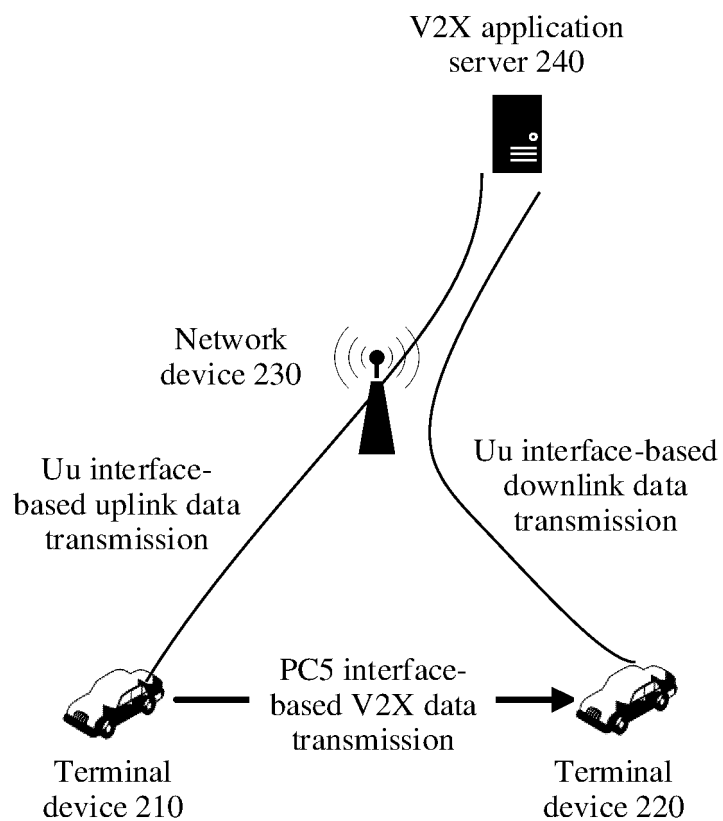 V2X application
server 240
Network
device 230
Uu interface-
based uplink data
transmission
Uu interface-based
downlink data
transmission
PC5 interface-
based V2X data
transmission
Terminal
device 210
Terminal
device 220